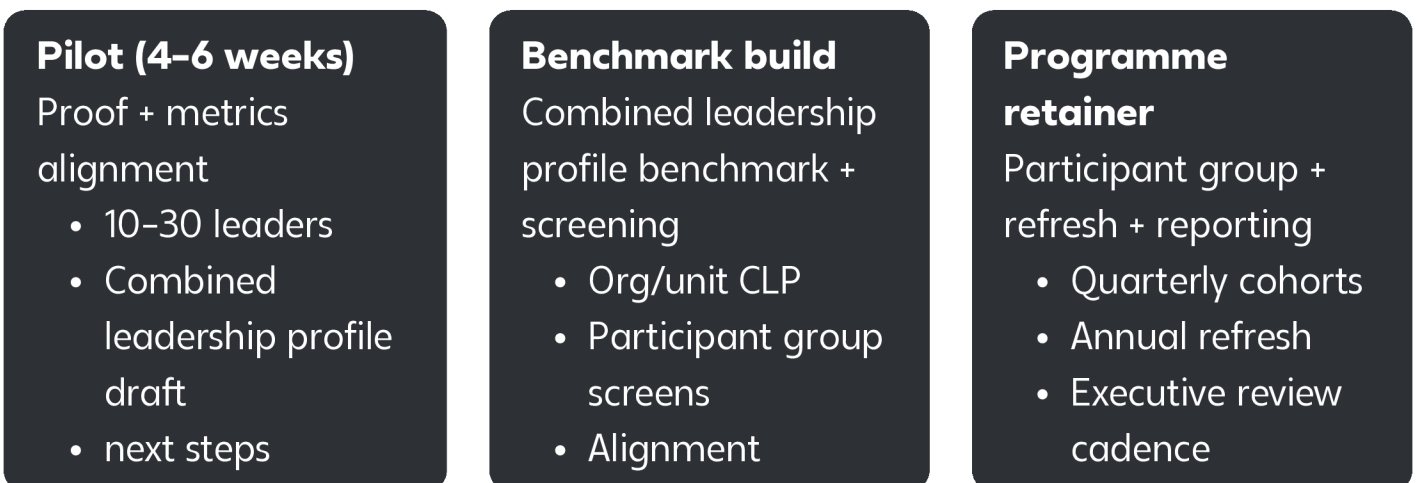 Pilot (4–6 weeks)
Proof + metrics
alignment
• 10–30 leaders
• Combined
leadership profile
draft
• next steps
Benchmark build
Combined leadership
profile benchmark +
screening
• Org/unit CLP
• Participant group
screens
• Alignment
Programme
retainer
Participant group +
refresh + reporting
• Quarterly cohorts
• Annual refresh
• Executive review
cadence